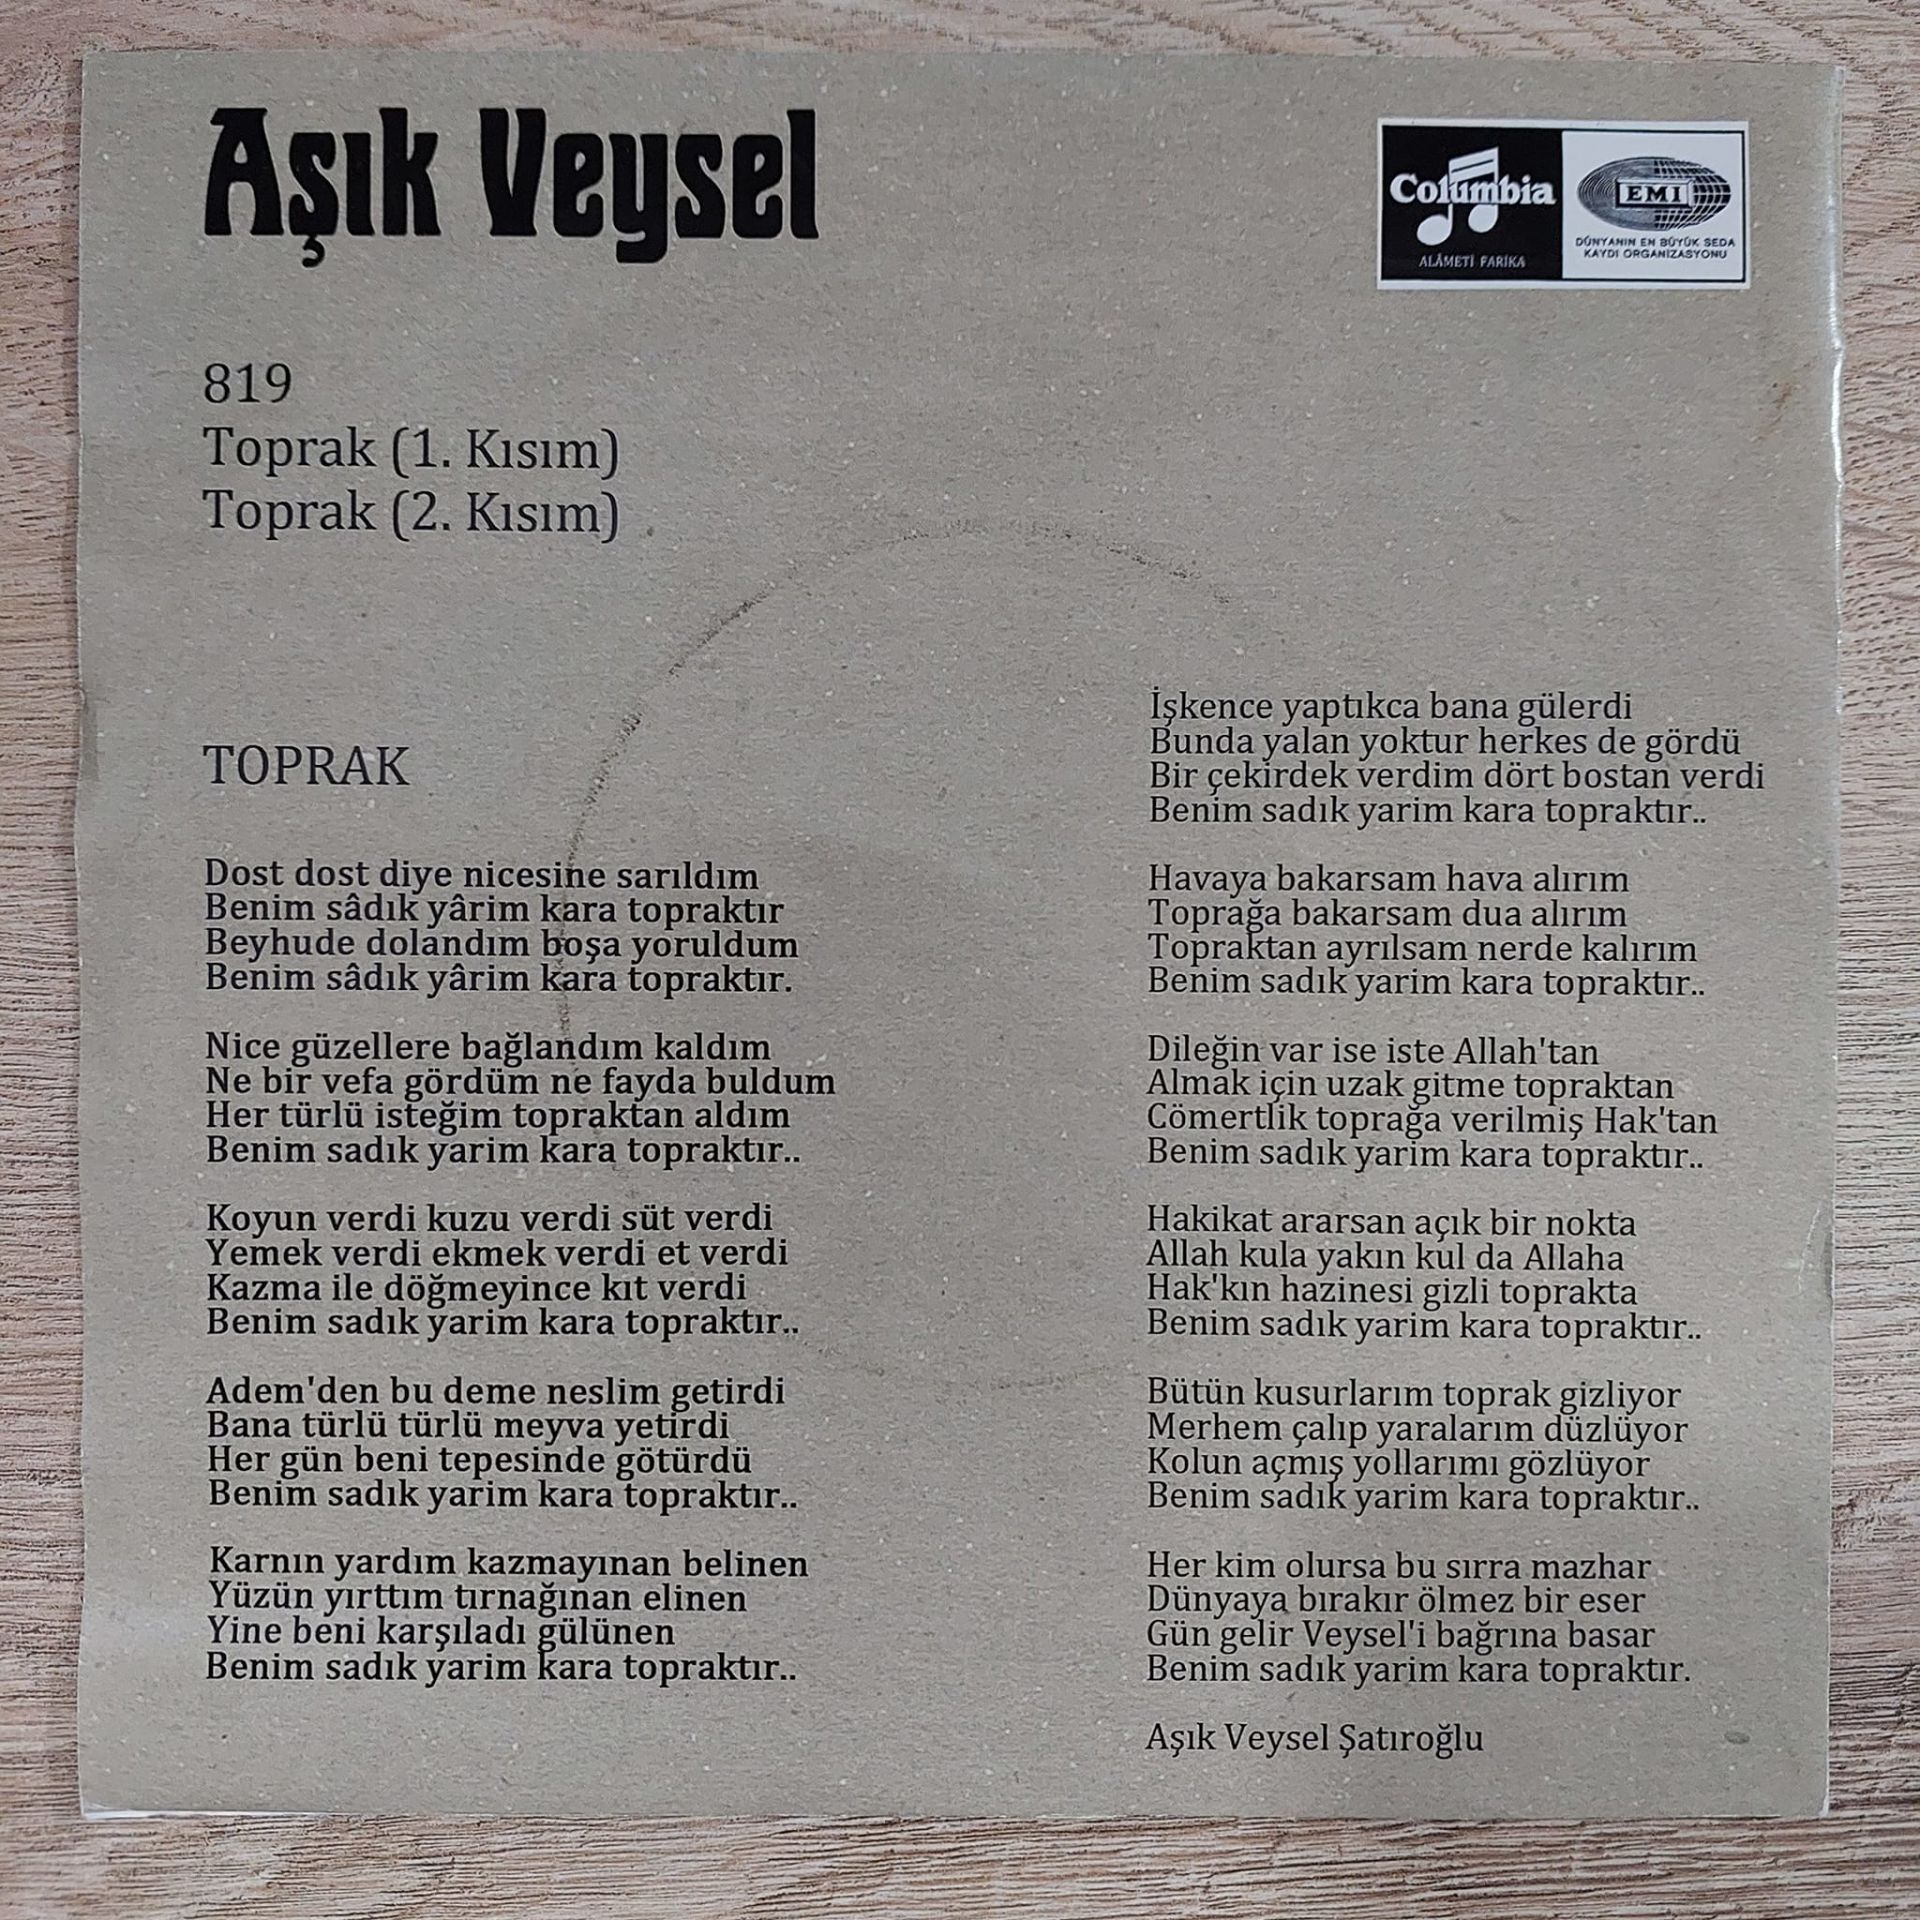 Aşık Veysel
Columbia
ALÂMETİ FARİKA
EMI
DÜNYANIN EN BÜYÜK SEDA
KAYDI ORGANİZASYONU
819
Toprak (1. Kısım)
Toprak (2. Kısım)
TOPRAK
Dost dost diye nicesine sarıldım
Benim sâdık yârim kara topraktır
Beyhude dolandım boşa yoruldum
Benim sâdık yârim kara topraktır.
Nice güzellere bağlandım kaldım
Ne bir vefa gördüm ne fayda buldum
Her türlü isteğim topraktan aldım
Benim sadık yarim kara topraktır..
Koyun verdi kuzu verdi süt verdi
Yemek verdi ekmek verdi et verdi
Kazma ile döğmeyince kıt verdi
Benim sadık yarim kara topraktır..
Adem'den bu deme neslim getirdi
Bana türlü türlü meyva yetirdi
Her gün beni tepesinde götürdü
Benim sadık yarim kara topraktır..
Karnın yardım kazmayınan belinen
Yüzün yırttım tırnağınan elinen
Yine beni karşıladı gülünen
Benim sadık yarim kara topraktır..
İşkence yaptıkca bana gülerdi
Bunda yalan yoktur herkes de gördü
Bir çekirdek verdim dört bostan verdi
Benim sadık yarim kara topraktır..
Havaya bakarsam hava alırım
Toprağa bakarsam dua alırım
Topraktan ayrılsam nerde kalırım
Benim sadık yarim kara topraktır..
Dileğin var ise iste Allah'tan
Almak için uzak gitme topraktan
Cömertlik toprağa verilmiş Hak'tan
Benim sadık yarim kara topraktır..
Hakikat ararsan açık bir nokta
Allah kula yakın kul da Allaha
Hak'kın hazinesi gizli toprakta
Benim sadık yarim kara topraktır..
Bütün kusurlarım toprak gizliyor
Merhem çalıp yaralarım düzlüyor
Kolun açmış yollarımı gözlüyor
Benim sadık yarim kara topraktır..
Her kim olursa bu sırra mazhar
Dünyaya bırakır ölmez bir eser
Gün gelir Veysel'i bağrına basar
Benim sadık yarim kara topraktır.
Aşık Veysel Şatıroğlu